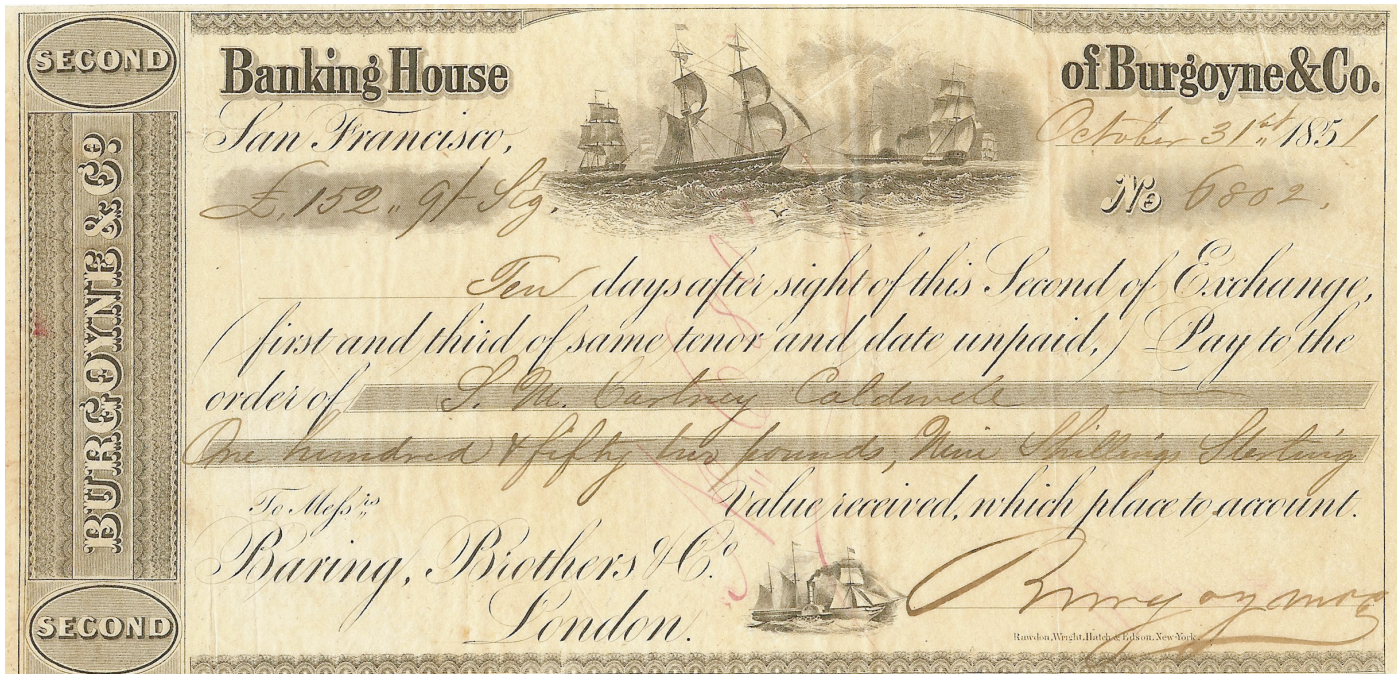 SECOND
BURGOYNE & Co.
SECOND
Banking House of Burgoyne & Co.
San Francisco, October 31st 1851
£152 " 9/- Stg. No 6802.
Ten days after sight of this Second of Exchange,
(first and third of same tenor and date unpaid,) Pay to the
order of S. M. Cartney Caldwell
One hundred & fifty two pounds, Nine Shillings Sterling
Value received, which place to account.
To Messrs
Baring, Brothers & Co.
London.
Burgoyne & Co
Rawdon, Wright, Hatch & Edson, New-York.